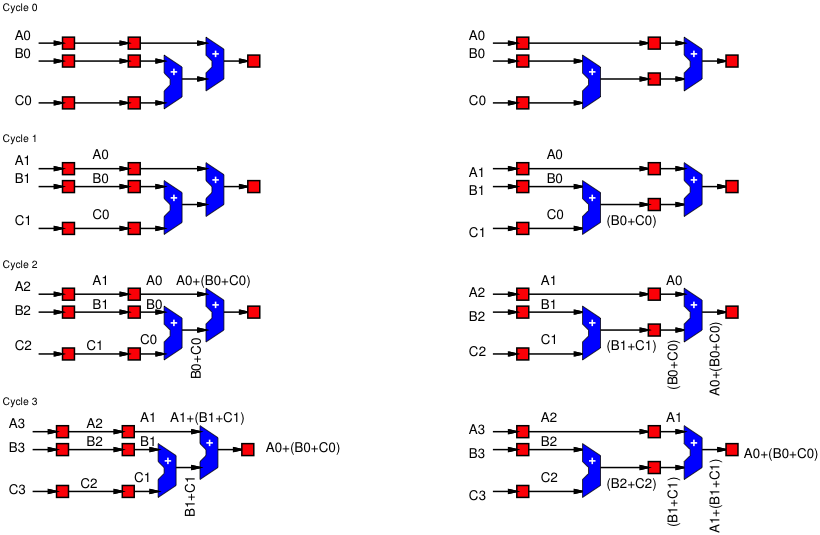 Cycle 0
A0
B0
+
+
C0
A0
B0
+
+
C0
Cycle 1
A1 A0
B1 B0
+
+
C1 C0
A1 A0
B1 B0
+
+
C1 C0 (B0+C0)
Cycle 2
A2 A1 A0 A0+(B0+C0)
B2 B1 B0
+
+
C2 C1 C0
B0+C0
A2 A1 A0
B2 B1
+
+
C2 C1 (B1+C1)
(B0+C0)
A0+(B0+C0)
Cycle 3
A3 A2 A1 A1+(B1+C1)
B3 B2 B1
+
+
A0+(B0+C0)
C3 C2 C1
B1+C1
A3 A2 A1
B3 B2
+
+
A0+(B0+C0)
C3 C2 (B2+C2)
(B1+C1)
A1+(B1+C1)